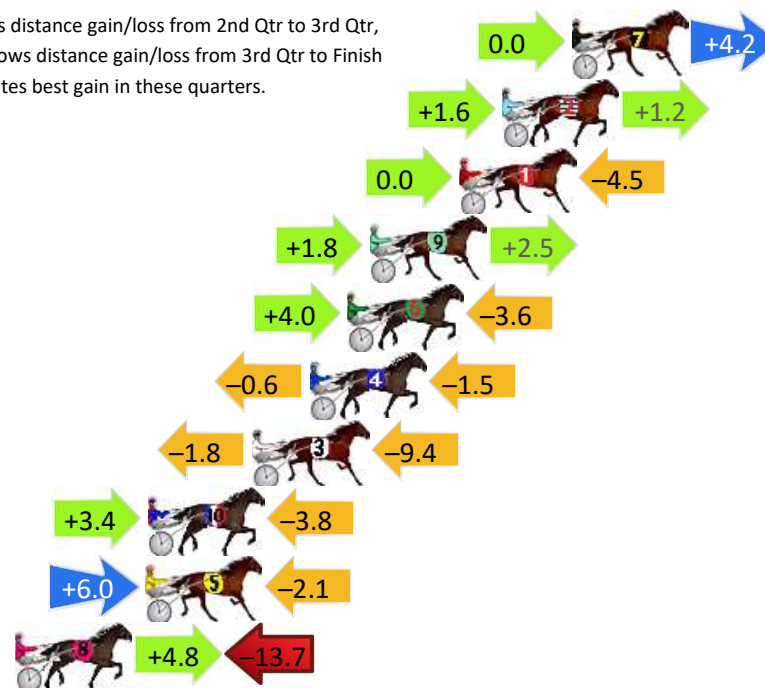 s distance gain/loss from 2nd Qtr to 3rd Qtr,
ows distance gain/loss from 3rd Qtr to Finish
tes best gain in these quarters.
0.0 7 +4.2
+1.6 2 +1.2
0.0 1 –4.5
+1.8 9 +2.5
+4.0 6 –3.6
–0.6 4 –1.5
–1.8 3 –9.4
+3.4 10 –3.8
+6.0 5 –2.1
8 +4.8 –13.7